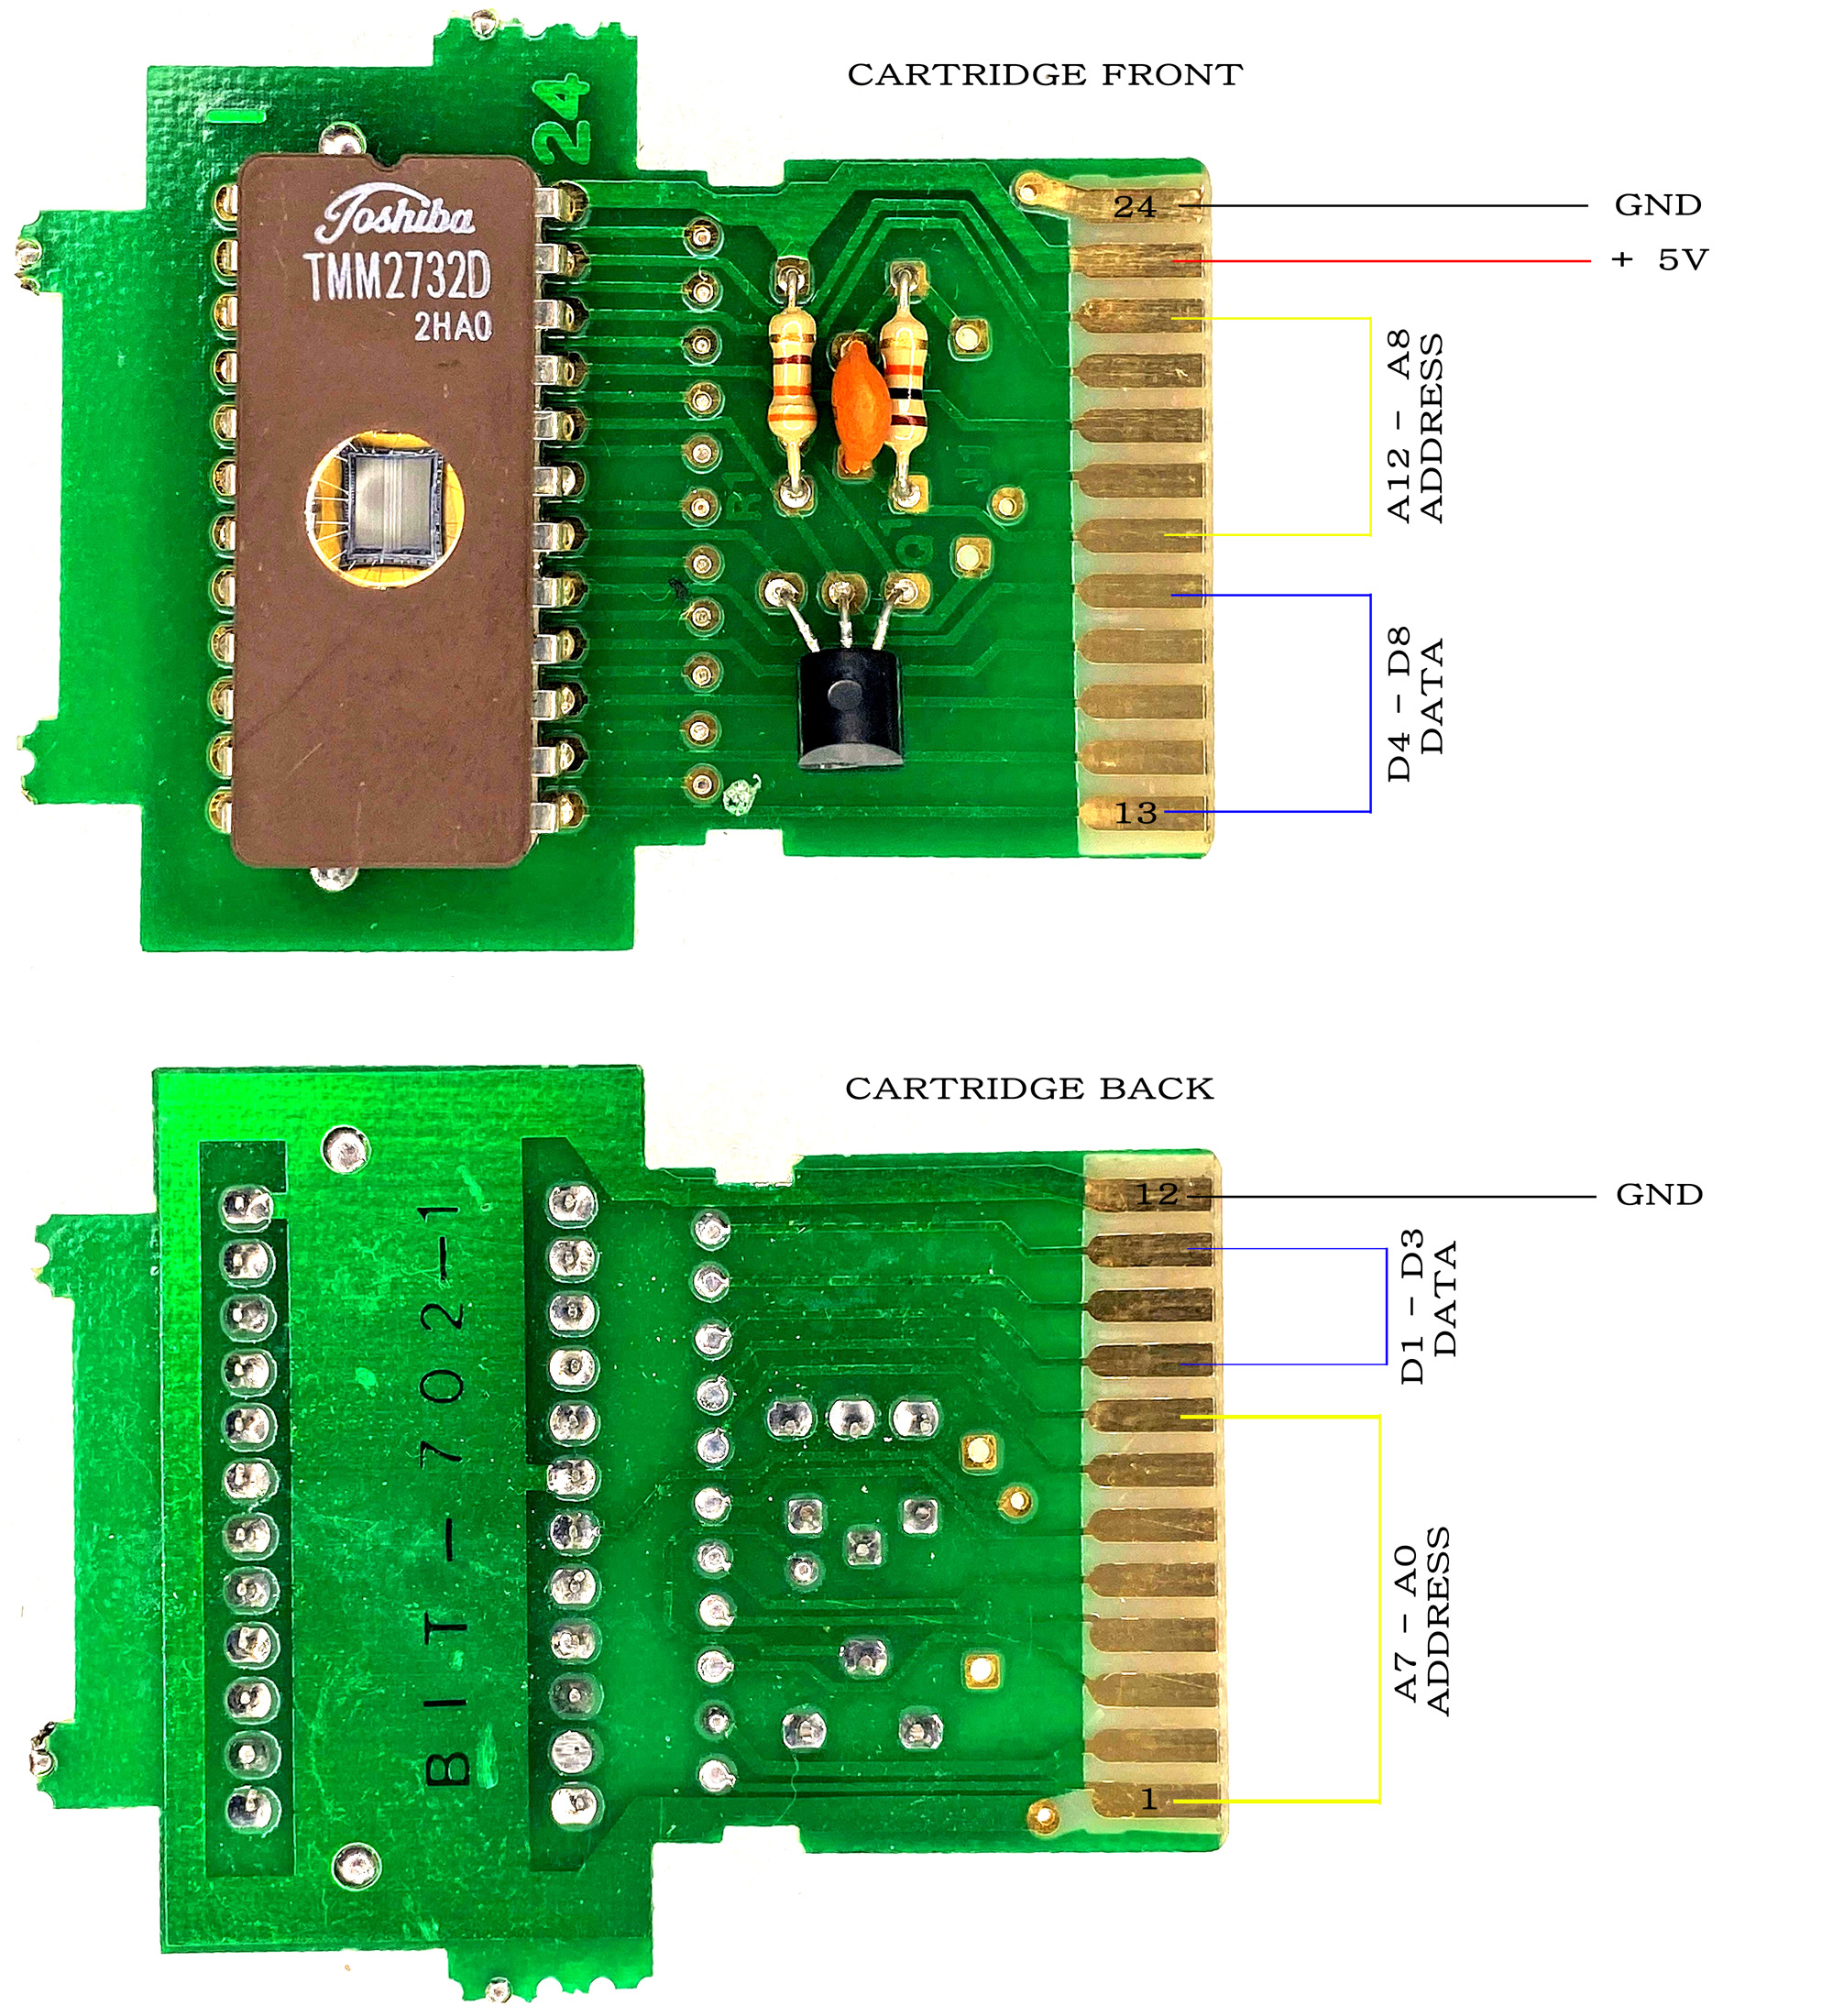 CARTRIDGE FRONT
24
Toshiba
TMM2732D
2HA0
24
GND
+ 5V
A12 - A8
ADDRESS
R1
Q1
D4 - D8
DATA
13
CARTRIDGE BACK
12
GND
D1 - D3
DATA
BIT-702-1
A7 - A0
ADDRESS
1